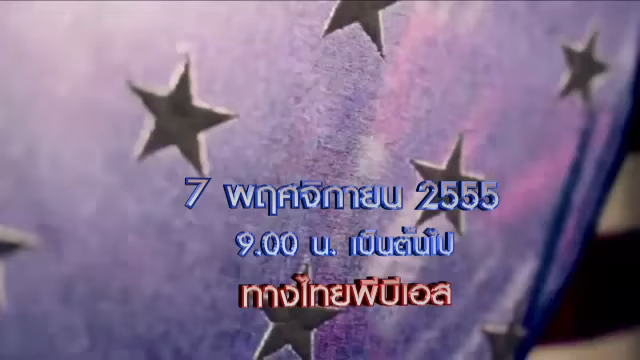 7 พฤศจิกายน 2555
9.00 น. เป็นต้นไป
ทางไทยพีบีเอส